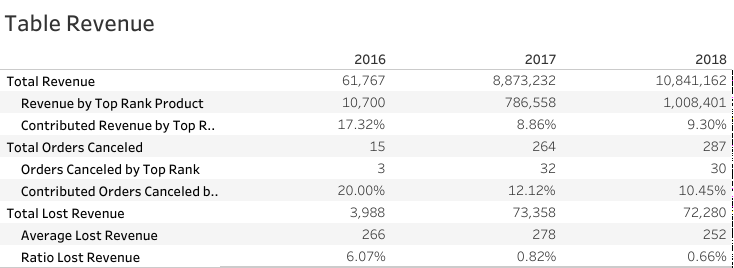 Table Revenue
2016 2017 2018
Total Revenue 61,767 8,873,232 10,841,162
Revenue by Top Rank Product 10,700 786,558 1,008,401
Contributed Revenue by Top R.. 17.32% 8.86% 9.30%
Total Orders Canceled 15 264 287
Orders Canceled by Top Rank 3 32 30
Contributed Orders Canceled b.. 20.00% 12.12% 10.45%
Total Lost Revenue 3,988 73,358 72,280
Average Lost Revenue 266 278 252
Ratio Lost Revenue 6.07% 0.82% 0.66%